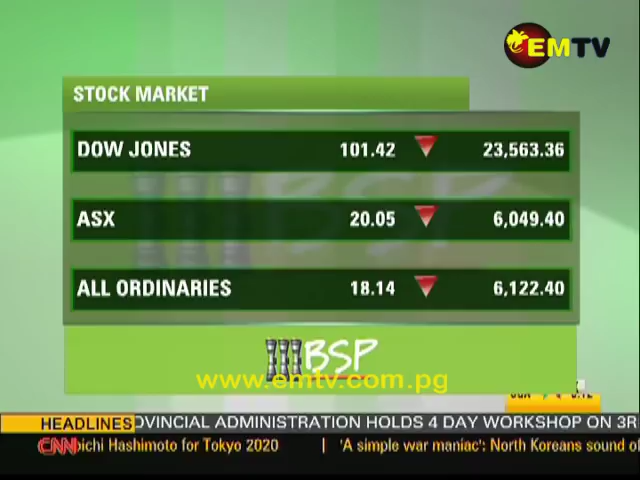 EMTV
STOCK MARKET
DOW JONES 101.42 23,563.36
ASX 20.05 6,049.40
ALL ORDINARIES 18.14 6,122.40
BSP
www.emtv.com.pg
HEADLINES OVINCIAL ADMINISTRATION HOLDS 4 DAY WORKSHOP ON 3R
CNN oichi Hashimoto for Tokyo 2020 | 'A simple war maniac': North Koreans sound of